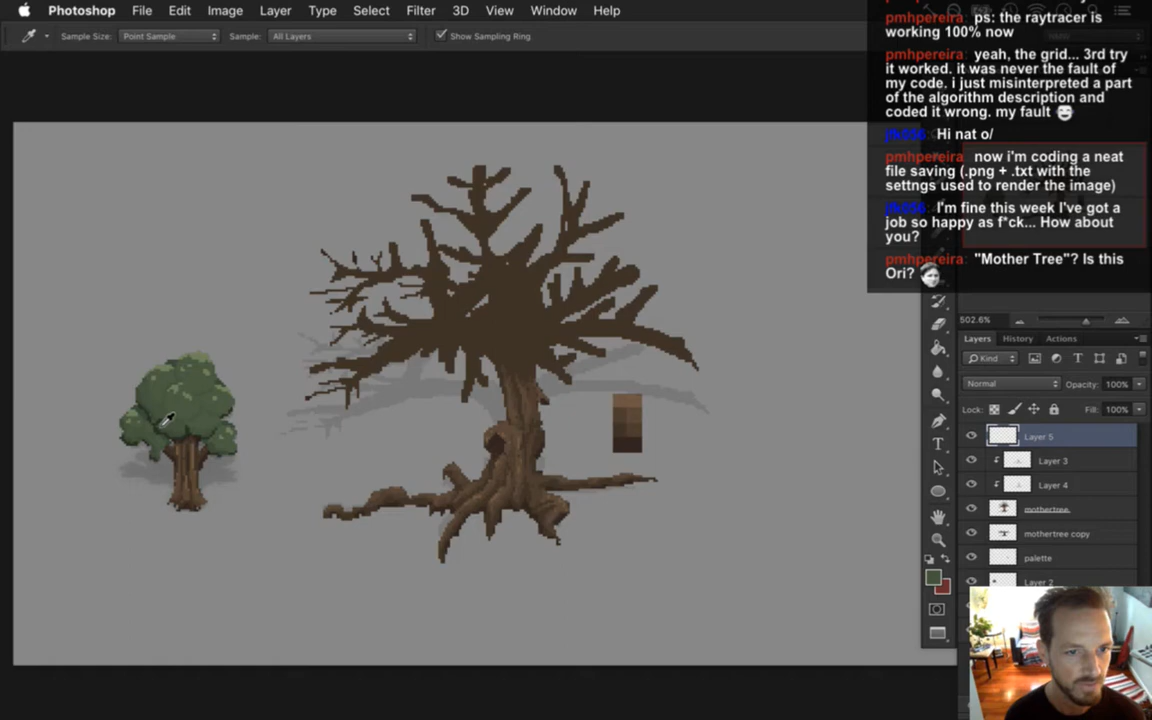 Photoshop File Edit Image Layer Type Select Filter 3D View Window Help
Sample Size: Point Sample Sample: All Layers Show Sampling Ring
pmhpereira: ps: the raytracer is
working 100% now
pmhpereira: yeah, the grid... 3rd try
it worked. it was never the fault of
my code. i just misinterpreted a part
of the algorithm description and
coded it wrong. my fault
Hi nat o/
pmhpereira: now i'm coding a neat
file saving (.png + .txt with the
settngs used to render the image)
I'm fine this week I've got a
job so happy as f*ck... How about
you?
pmhpereira: "Mother Tree"? Is this
Ori?
502.6%
Layers History Actions
Kind
Normal Opacity: 100%
Lock: Fill: 100%
Layer 5
Layer 3
Layer 4
mothertree
mothertree copy
palette
Layer 2